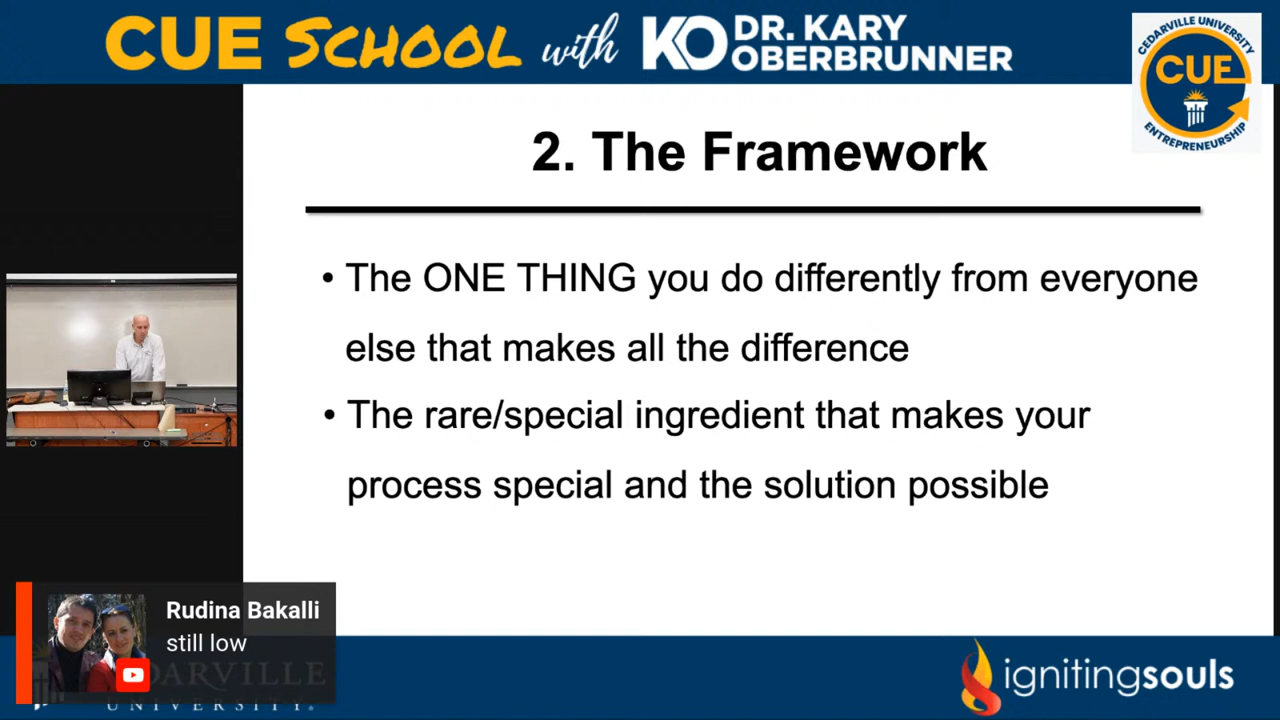 CUE SCHOOL with KO DR. KARY
OBERBRUNNER
CEDARVILLE UNIVERSITY
CUE
ENTREPRENEURSHIP
2. The Framework
• The ONE THING you do differently from everyone
else that makes all the difference
• The rare/special ingredient that makes your
process special and the solution possible
Rudina Bakalli
still low
DARVILLE
UNIVERSITY.
ignitingsouls